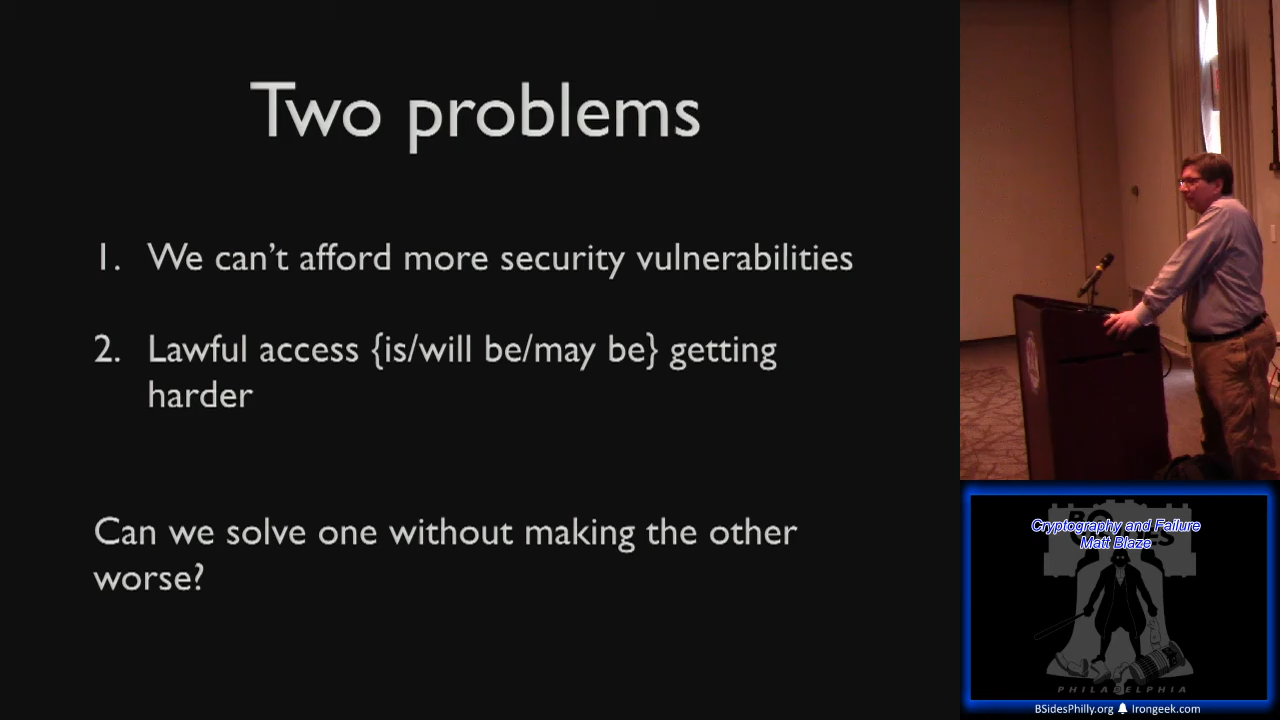 Two problems
1. We can't afford more security vulnerabilities
2. Lawful access {is/will be/may be} getting
harder
Can we solve one without making the other
worse?
Cryptography and Failure
Matt Blaze
PHILADELPHIA
BSidesPhilly.org Irongeek.com